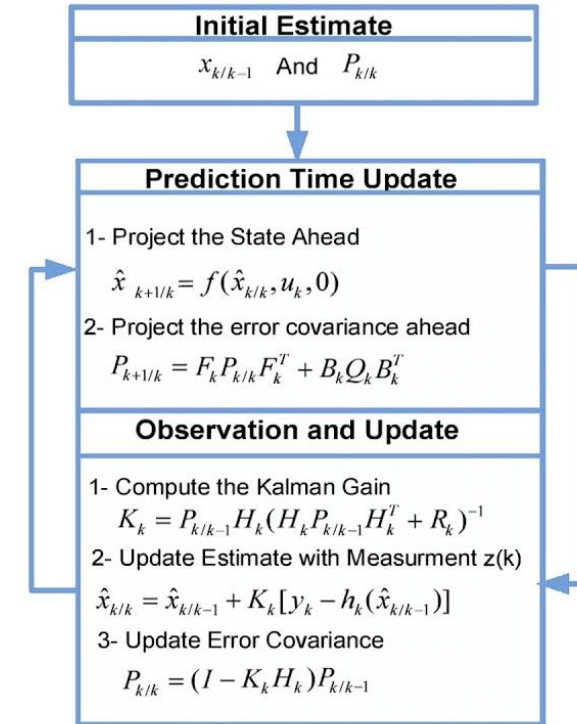 Initial Estimate
x_{k/k−1} And P_{k/k}
Prediction Time Update
1- Project the State Ahead
x̂ _{k+1/k} = f(x̂_{k/k}, u_k, 0)
2- Project the error covariance ahead
P_{k+1/k} = F_k P_{k/k} F_k^T + B_k Q_k B_k^T
Observation and Update
1- Compute the Kalman Gain
K_k = P_{k/k−1} H_k (H_k P_{k/k−1} H_k^T + R_k)^{−1}
2- Update Estimate with Measurment z(k)
x̂_{k/k} = x̂_{k/k−1} + K_k[y_k − h_k(x̂_{k/k−1})]
3- Update Error Covariance
P_{k/k} = (I − K_k H_k)P_{k/k−1}